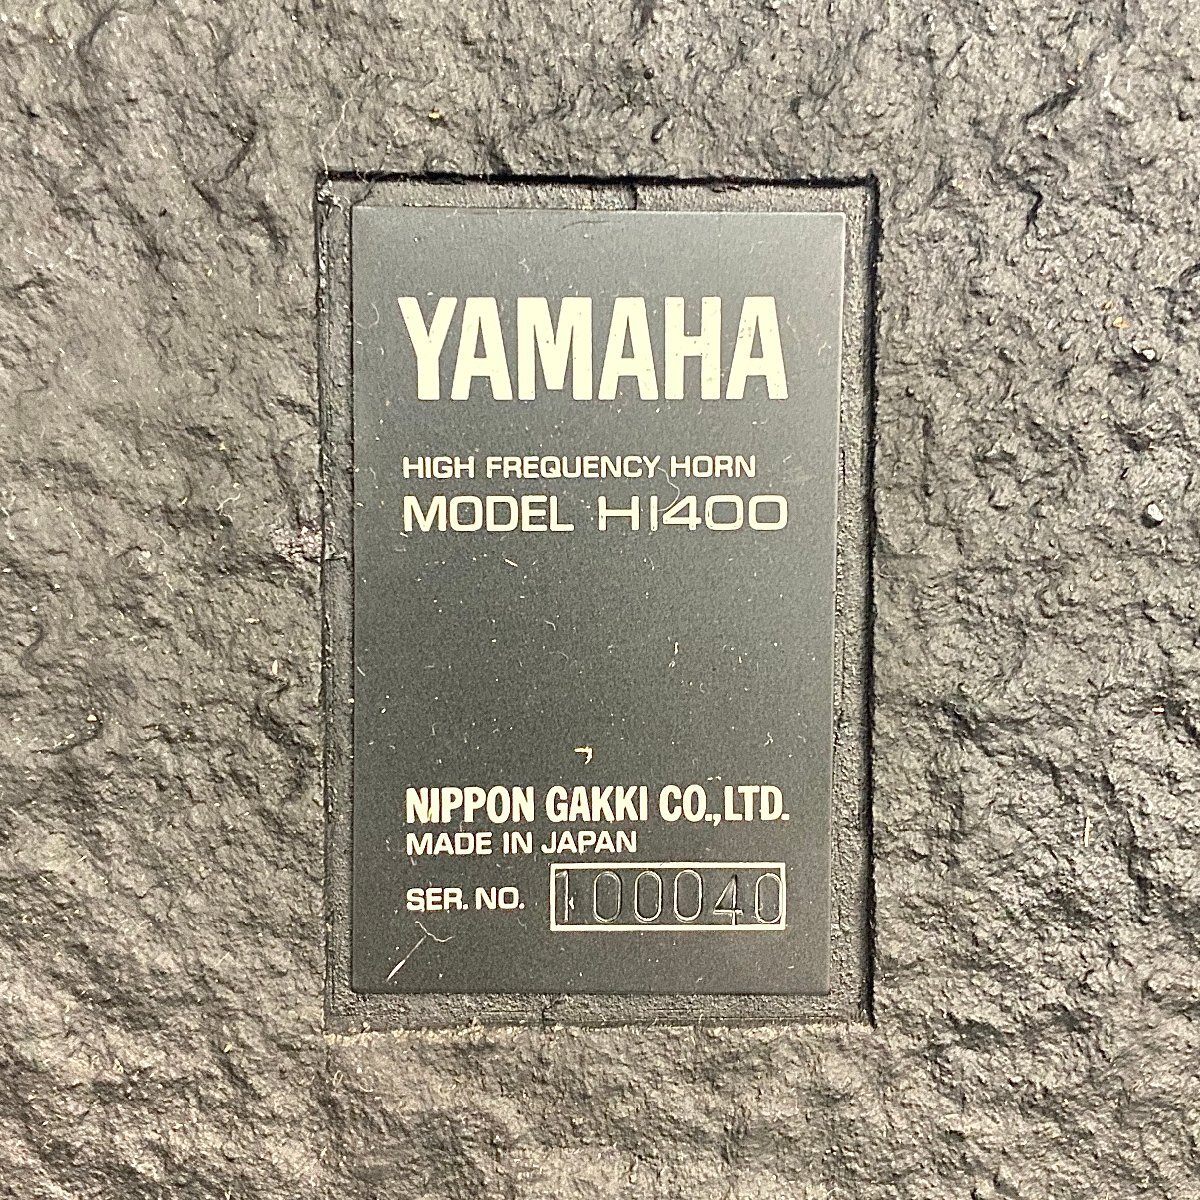 YAMAHA
HIGH FREQUENCY HORN
MODEL H1400
NIPPON GAKKI CO.,LTD.
MADE IN JAPAN
SER. NO. 100040